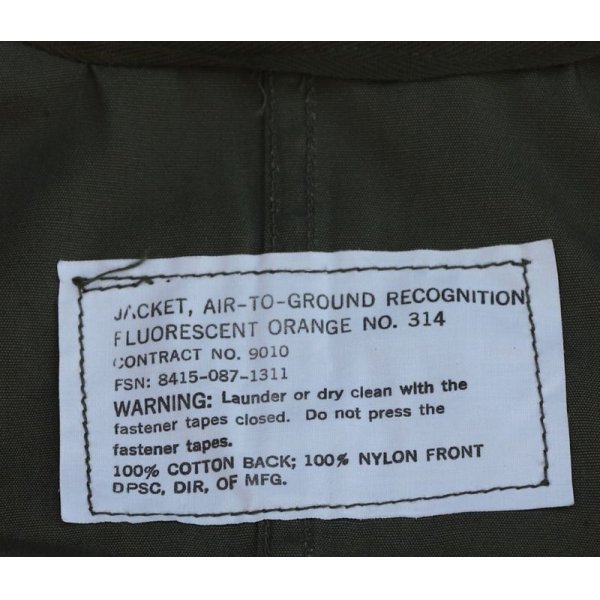 JACKET, AIR-TO-GROUND RECOGNITION
FLUORESCENT ORANGE NO. 314
CONTRACT NO. 9010
FSN: 8415-087-1311
WARNING: Launder or dry clean with the
fastener tapes closed. Do not press the
fastener tapes.
100% COTTON BACK; 100% NYLON FRONT
DPSC, DIR, OF MFG.